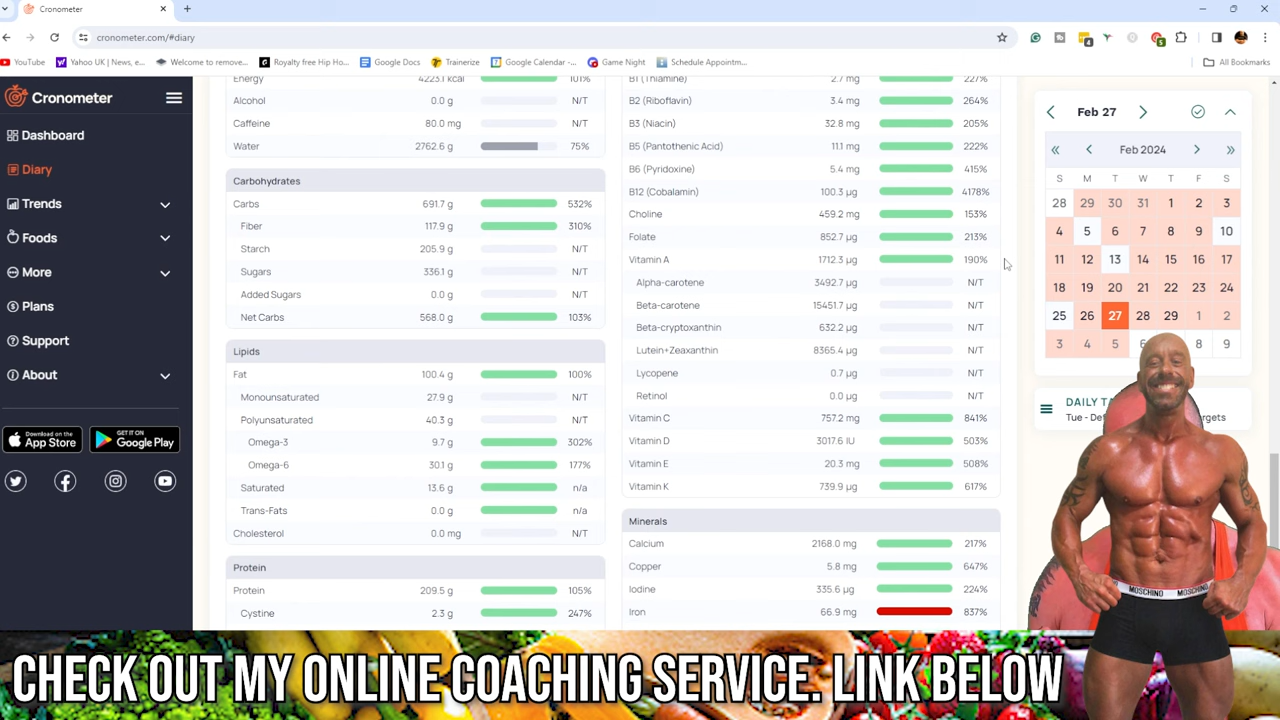 Cronometer
cronometer.com/#diary
YouTube
Yahoo UK | News, e...
Welcome to remove...
Royalty free Hip Ho...
Google Docs
Trainerize
Google Calendar -...
Game Night
Schedule Appointm...
All Bookmarks
Cronometer
Dashboard
Diary
Trends
Foods
More
Plans
Support
About
Download on the App Store
GET IT ON Google Play
Energy 4223.1 kcal 101%
Alcohol 0.0 g N/T
Caffeine 80.0 mg N/T
Water 2762.6 g 75%
Carbohydrates
Carbs 691.7 g 532%
Fiber 117.9 g 310%
Starch 205.9 g N/T
Sugars 336.1 g N/T
Added Sugars 0.0 g N/T
Net Carbs 568.0 g 103%
Lipids
Fat 100.4 g 100%
Monounsaturated 27.9 g N/T
Polyunsaturated 40.3 g N/T
Omega-3 9.7 g 302%
Omega-6 30.1 g 177%
Saturated 13.6 g n/a
Trans-Fats 0.0 g n/a
Cholesterol 0.0 mg N/T
Protein
Protein 209.5 g 105%
Cystine 2.3 g 247%
B1 (Thiamine) 2.7 mg 227%
B2 (Riboflavin) 3.4 mg 264%
B3 (Niacin) 32.8 mg 205%
B5 (Pantothenic Acid) 11.1 mg 222%
B6 (Pyridoxine) 5.4 mg 415%
B12 (Cobalamin) 100.3 µg 4178%
Choline 459.2 mg 153%
Folate 852.7 µg 213%
Vitamin A 1712.3 µg 190%
Alpha-carotene 3492.7 µg N/T
Beta-carotene 15451.7 µg N/T
Beta-cryptoxanthin 632.2 µg N/T
Lutein+Zeaxanthin 8365.4 µg N/T
Lycopene 0.7 µg N/T
Retinol 0.0 µg N/T
Vitamin C 757.2 mg 841%
Vitamin D 3017.6 IU 503%
Vitamin E 20.3 mg 508%
Vitamin K 739.9 µg 617%
Minerals
Calcium 2168.0 mg 217%
Copper 5.8 mg 647%
Iodine 335.6 µg 224%
Iron 66.9 mg 837%
Feb 27
Feb 2024
S M T W T F S
28 29 30 31 1 2 3
4 5 6 7 8 9 10
11 12 13 14 15 16 17
18 19 20 21 22 23 24
25 26 27 28 29 1 2
3 4 5 8 9
DAILY
Tue - 
MOSCHINO MOSCHINO
CHECK OUT MY ONLINE COACHING SERVICE. LINK BELOW